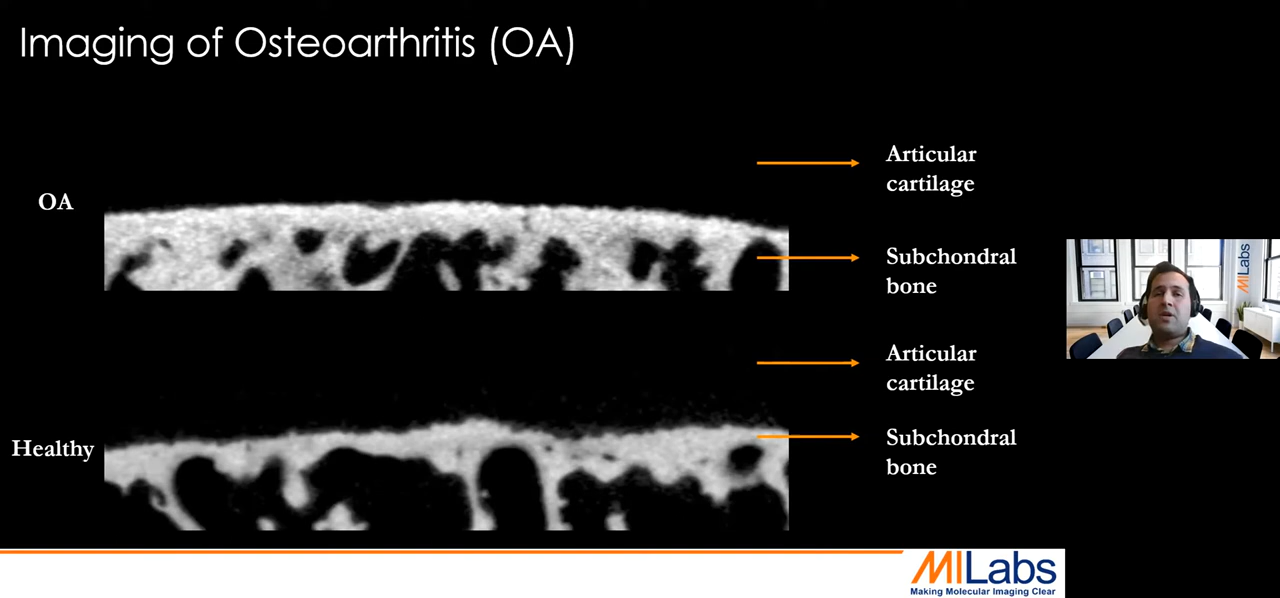 Imaging of Osteoarthritis (OA)
OA
Articular
cartilage
Subchondral
bone
Healthy
Articular
cartilage
Subchondral
bone
MILabs
MILabs
Making Molecular Imaging Clear